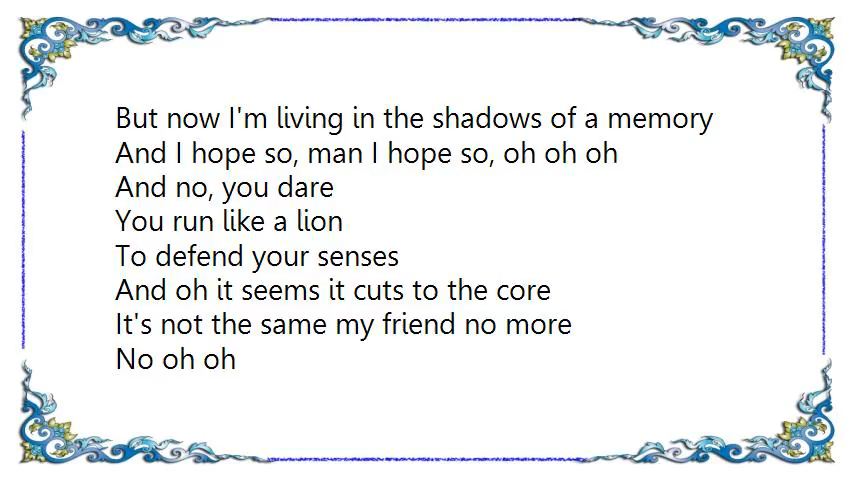 But now I'm living in the shadows of a memory
And I hope so, man I hope so, oh oh oh
And no, you dare
You run like a lion
To defend your senses
And oh it seems it cuts to the core
It's not the same my friend no more
No oh oh